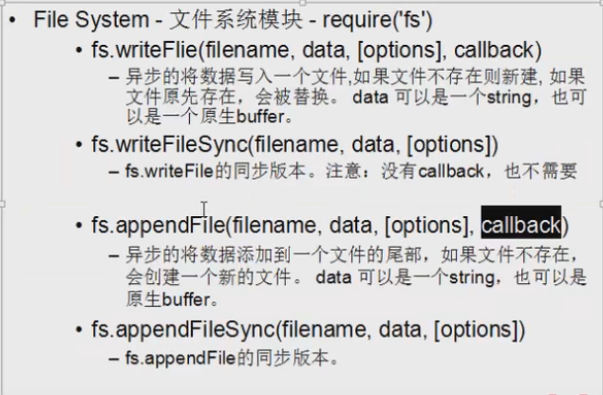 • File System - 文件系统模块 - require('fs')
• fs.writeFlie(filename, data, [options], callback)
– 异步的将数据写入一个文件,如果文件不存在则新建, 如果
文件原先存在，会被替换。 data 可以是一个string，也可
以是一个原生buffer。
• fs.writeFileSync(filename, data, [options])
– fs.writeFile的同步版本。注意：没有callback，也不需要
• fs.appendFile(filename, data, [options], callback)
– 异步的将数据添加到一个文件的尾部，如果文件不存在，
会创建一个新的文件。 data 可以是一个string，也可以是
原生buffer。
• fs.appendFileSync(filename, data, [options])
– fs.appendFile的同步版本。